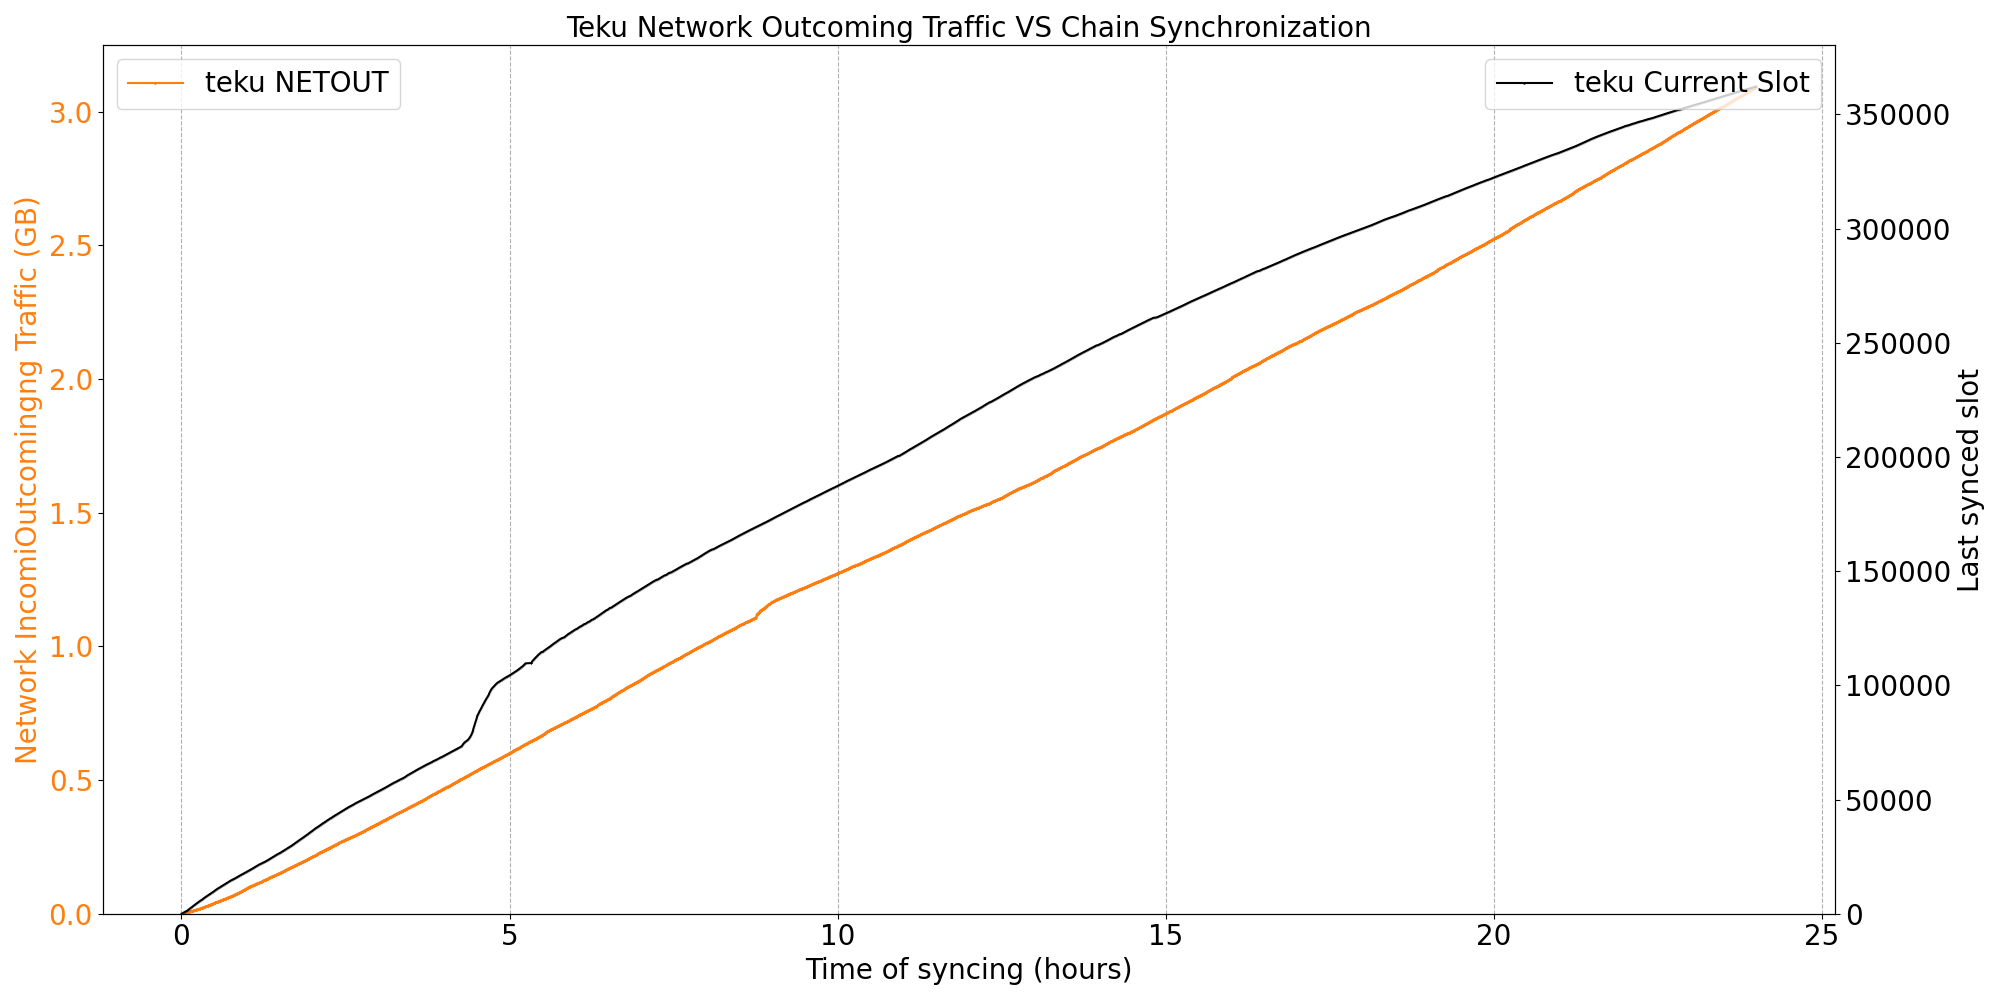 Teku Network Outcoming Traffic VS Chain Synchronization
teku NETOUT
teku Current Slot
Network IncomiOutcomingng Traffic (GB)
3.0
2.5
2.0
1.5
1.0
0.5
0.0
350000
300000
250000
200000
150000
100000
50000
0
Last synced slot
0 5 10 15 20 25
Time of syncing (hours)